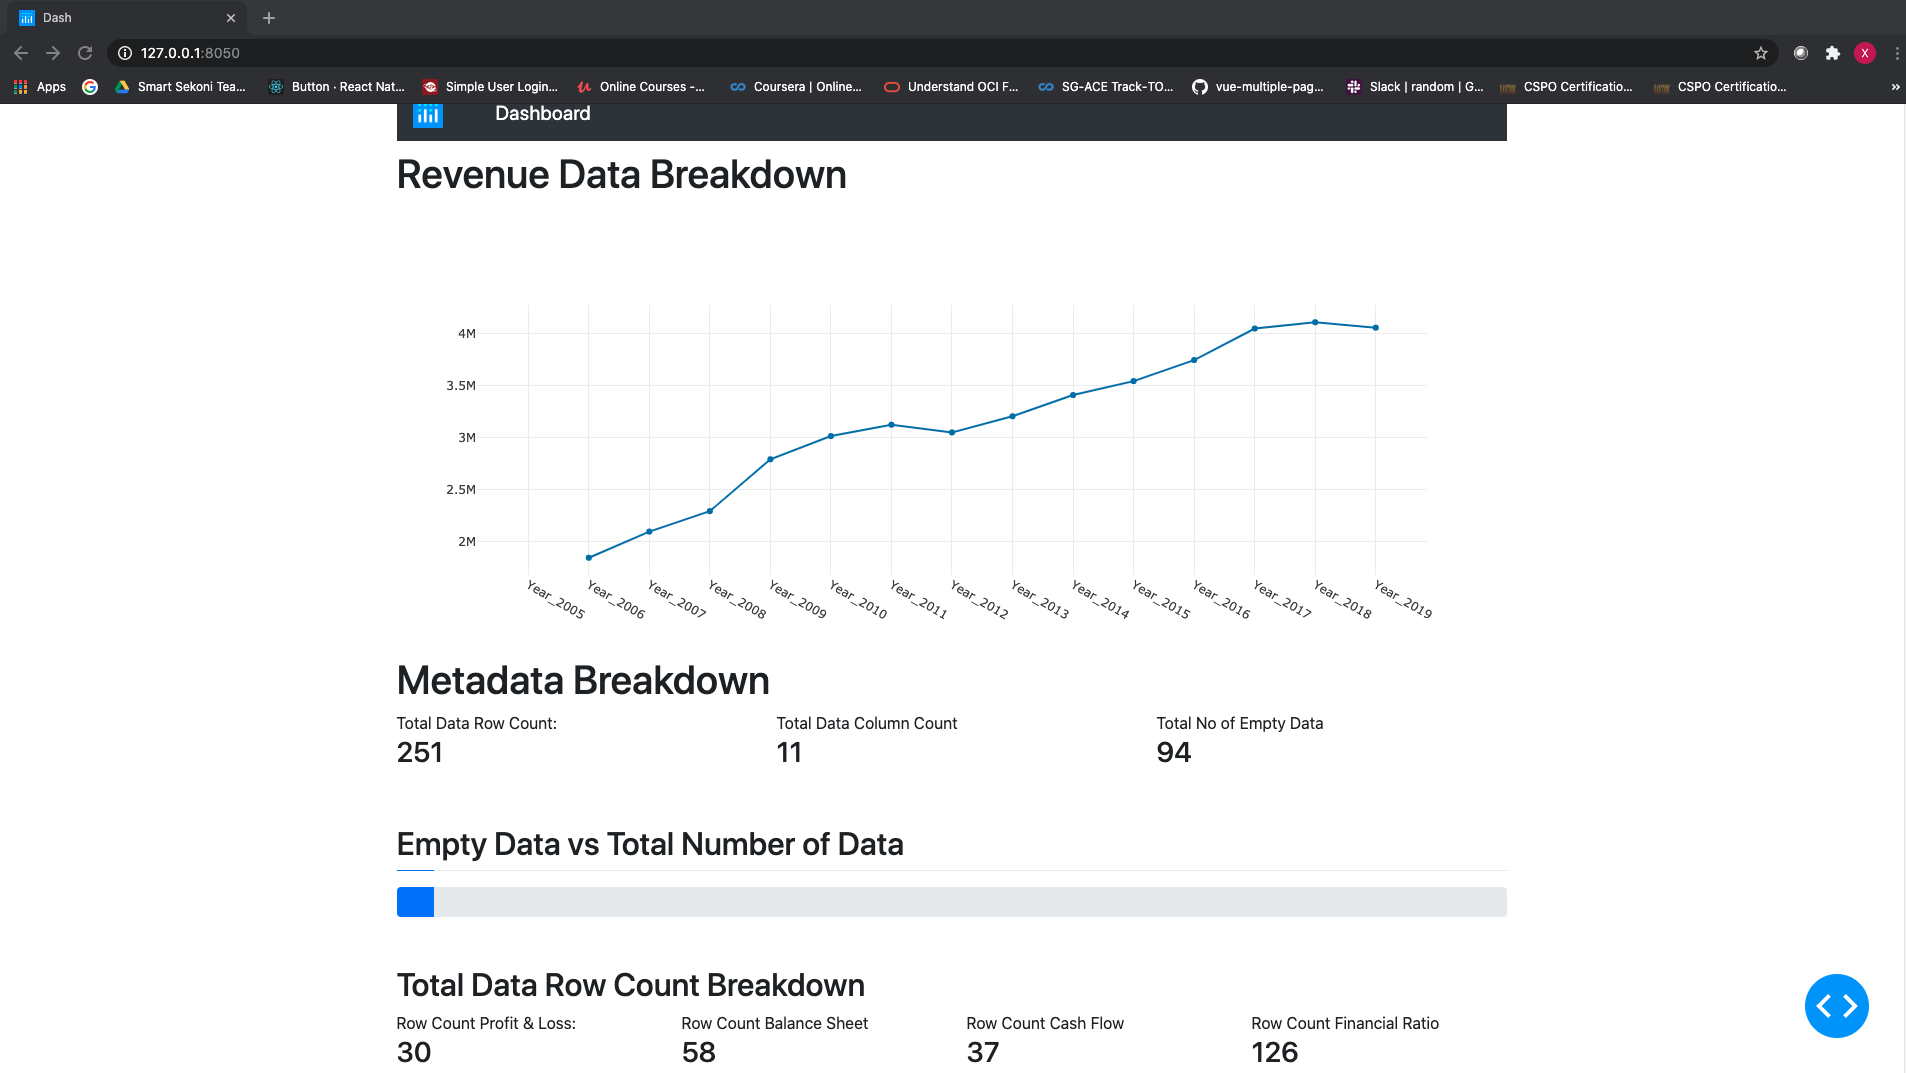 Dash
127.0.0.1:8050
Apps Smart Sekoni Tea... Button · React Nat... Simple User Login... Online Courses -... Coursera | Online... Understand OCI F... SG-ACE Track-TO... vue-multiple-pag... Slack | random | G... CSPO Certificatio... CSPO Certificatio... »
X
Dashboard
Revenue Data Breakdown
4M
3.5M
3M
2.5M
2M
Year_2005 Year_2006 Year_2007 Year_2008 Year_2009 Year_2010 Year_2011 Year_2012 Year_2013 Year_2014 Year_2015 Year_2016 Year_2017 Year_2018 Year_2019
Metadata Breakdown
Total Data Row Count: Total Data Column Count Total No of Empty Data
251 11 94
Empty Data vs Total Number of Data
Total Data Row Count Breakdown
Row Count Profit & Loss: Row Count Balance Sheet Row Count Cash Flow Row Count Financial Ratio
30 58 37 126